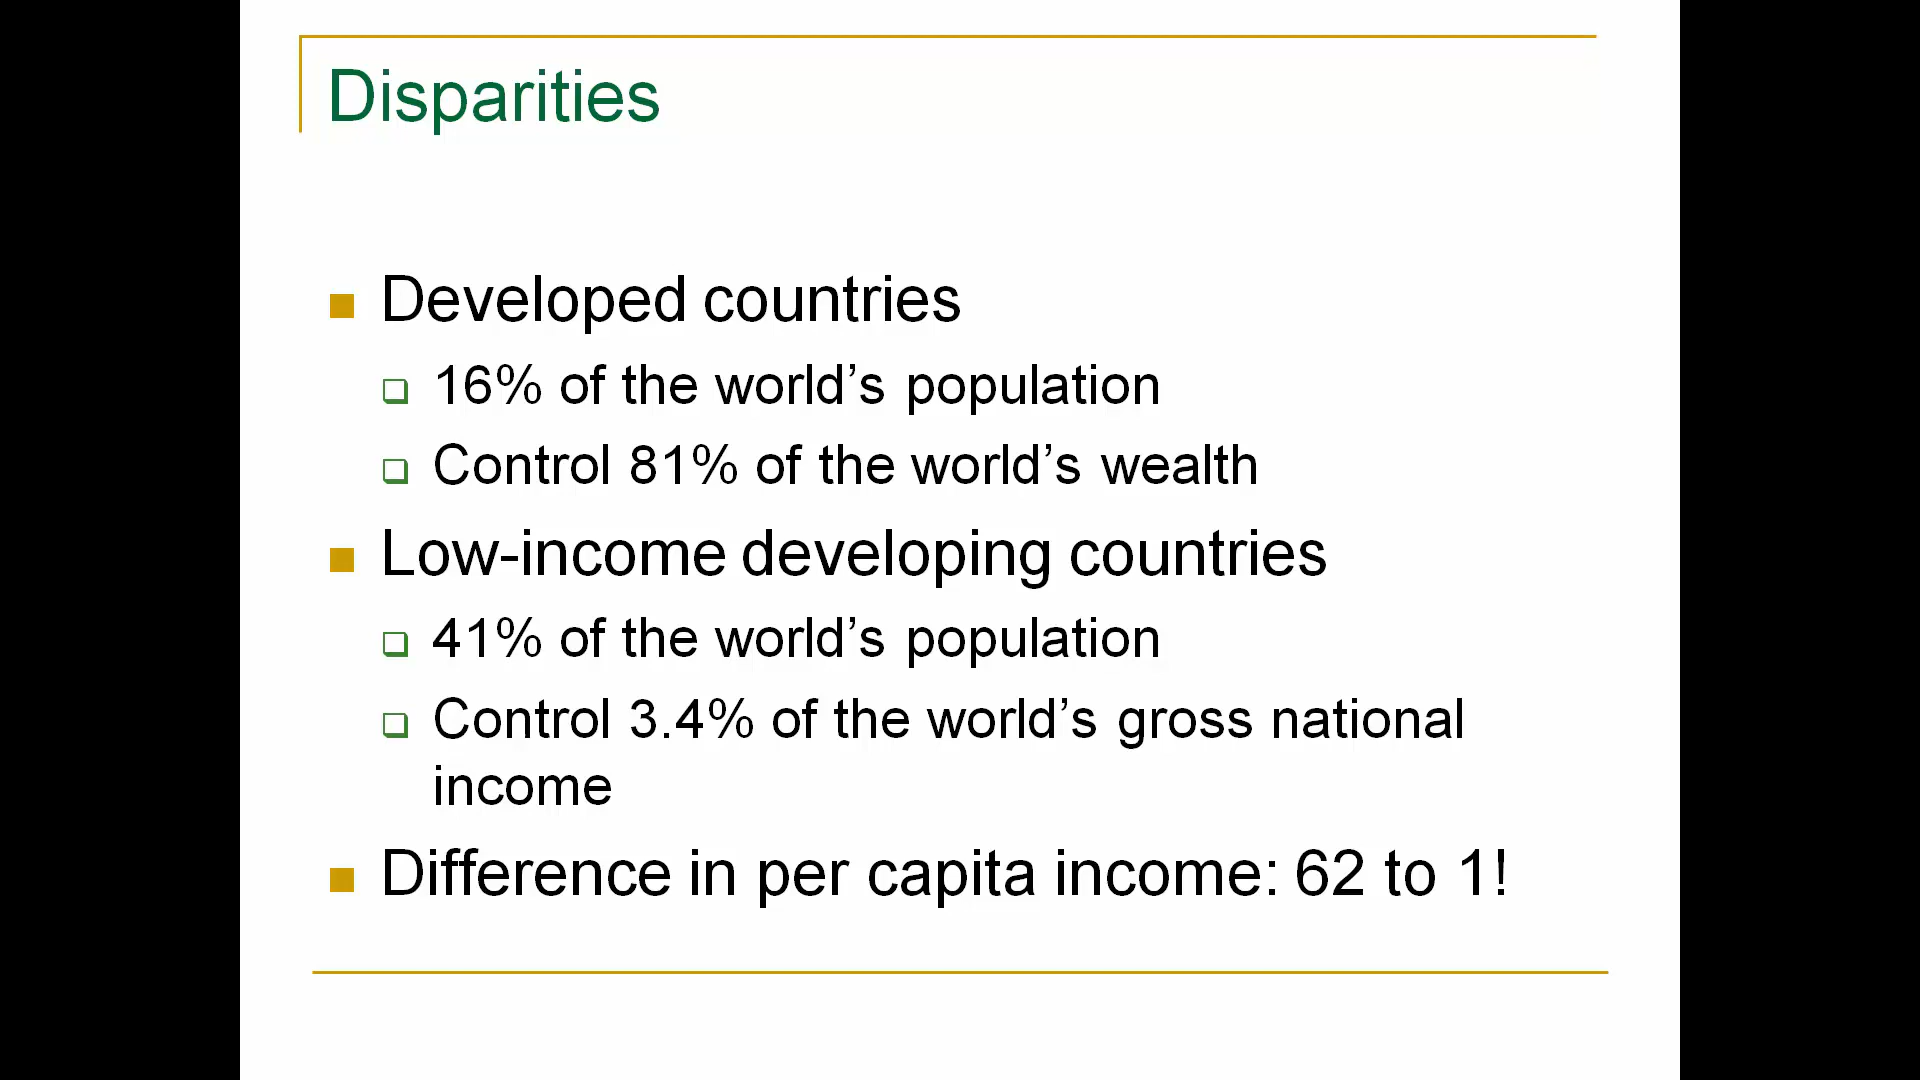 Disparities
Developed countries
16% of the world’s population
Control 81% of the world’s wealth
Low-income developing countries
41% of the world’s population
Control 3.4% of the world’s gross national
income
Difference in per capita income: 62 to 1!